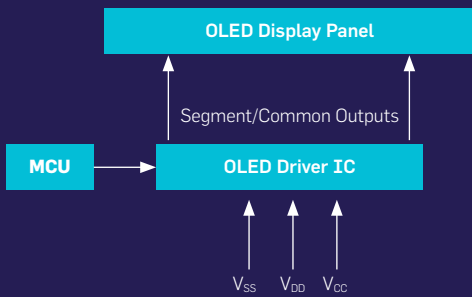 OLED Display Panel
Segment/Common Outputs
MCU
OLED Driver IC
VSS VDD VCC